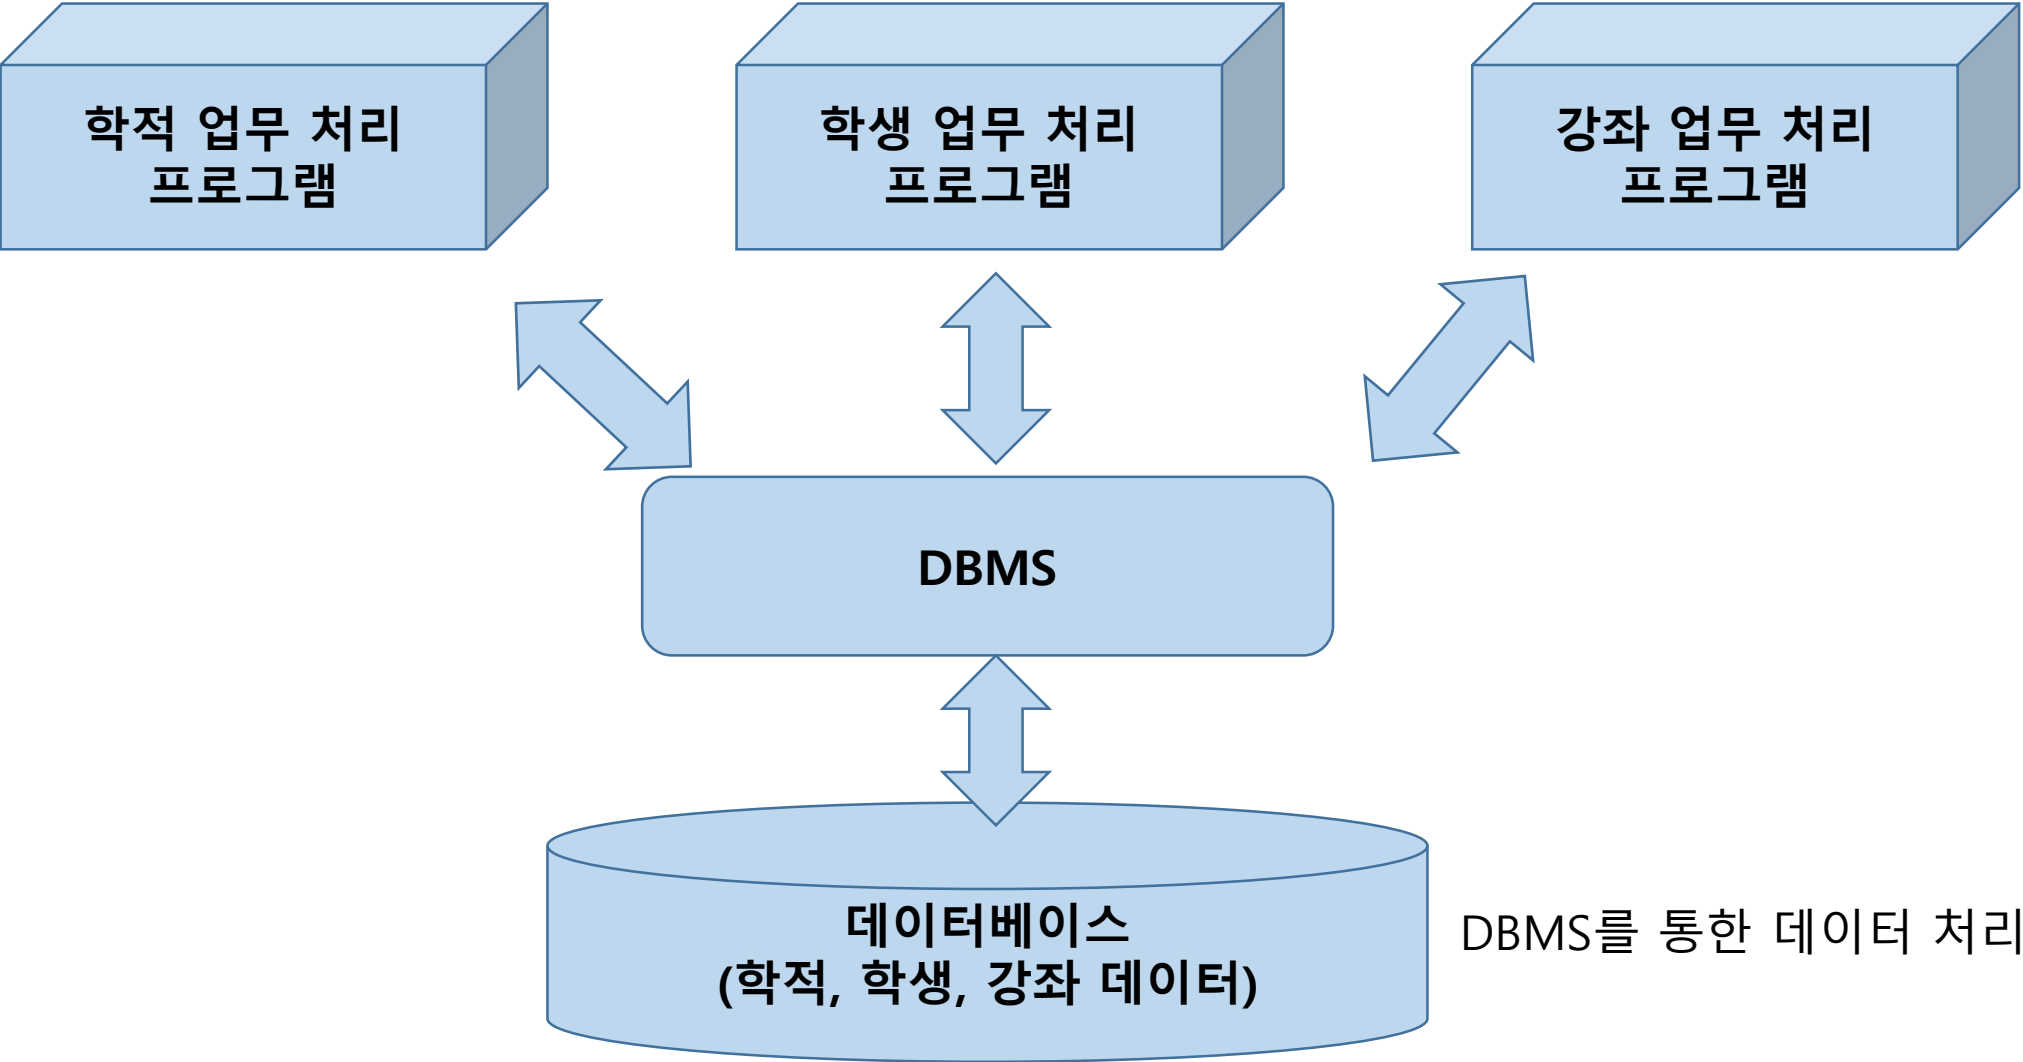 학적 업무 처리
프로그램
학생 업무 처리
프로그램
강좌 업무 처리
프로그램
DBMS
데이터베이스
(학적, 학생, 강좌 데이터)
DBMS를 통한 데이터 처리